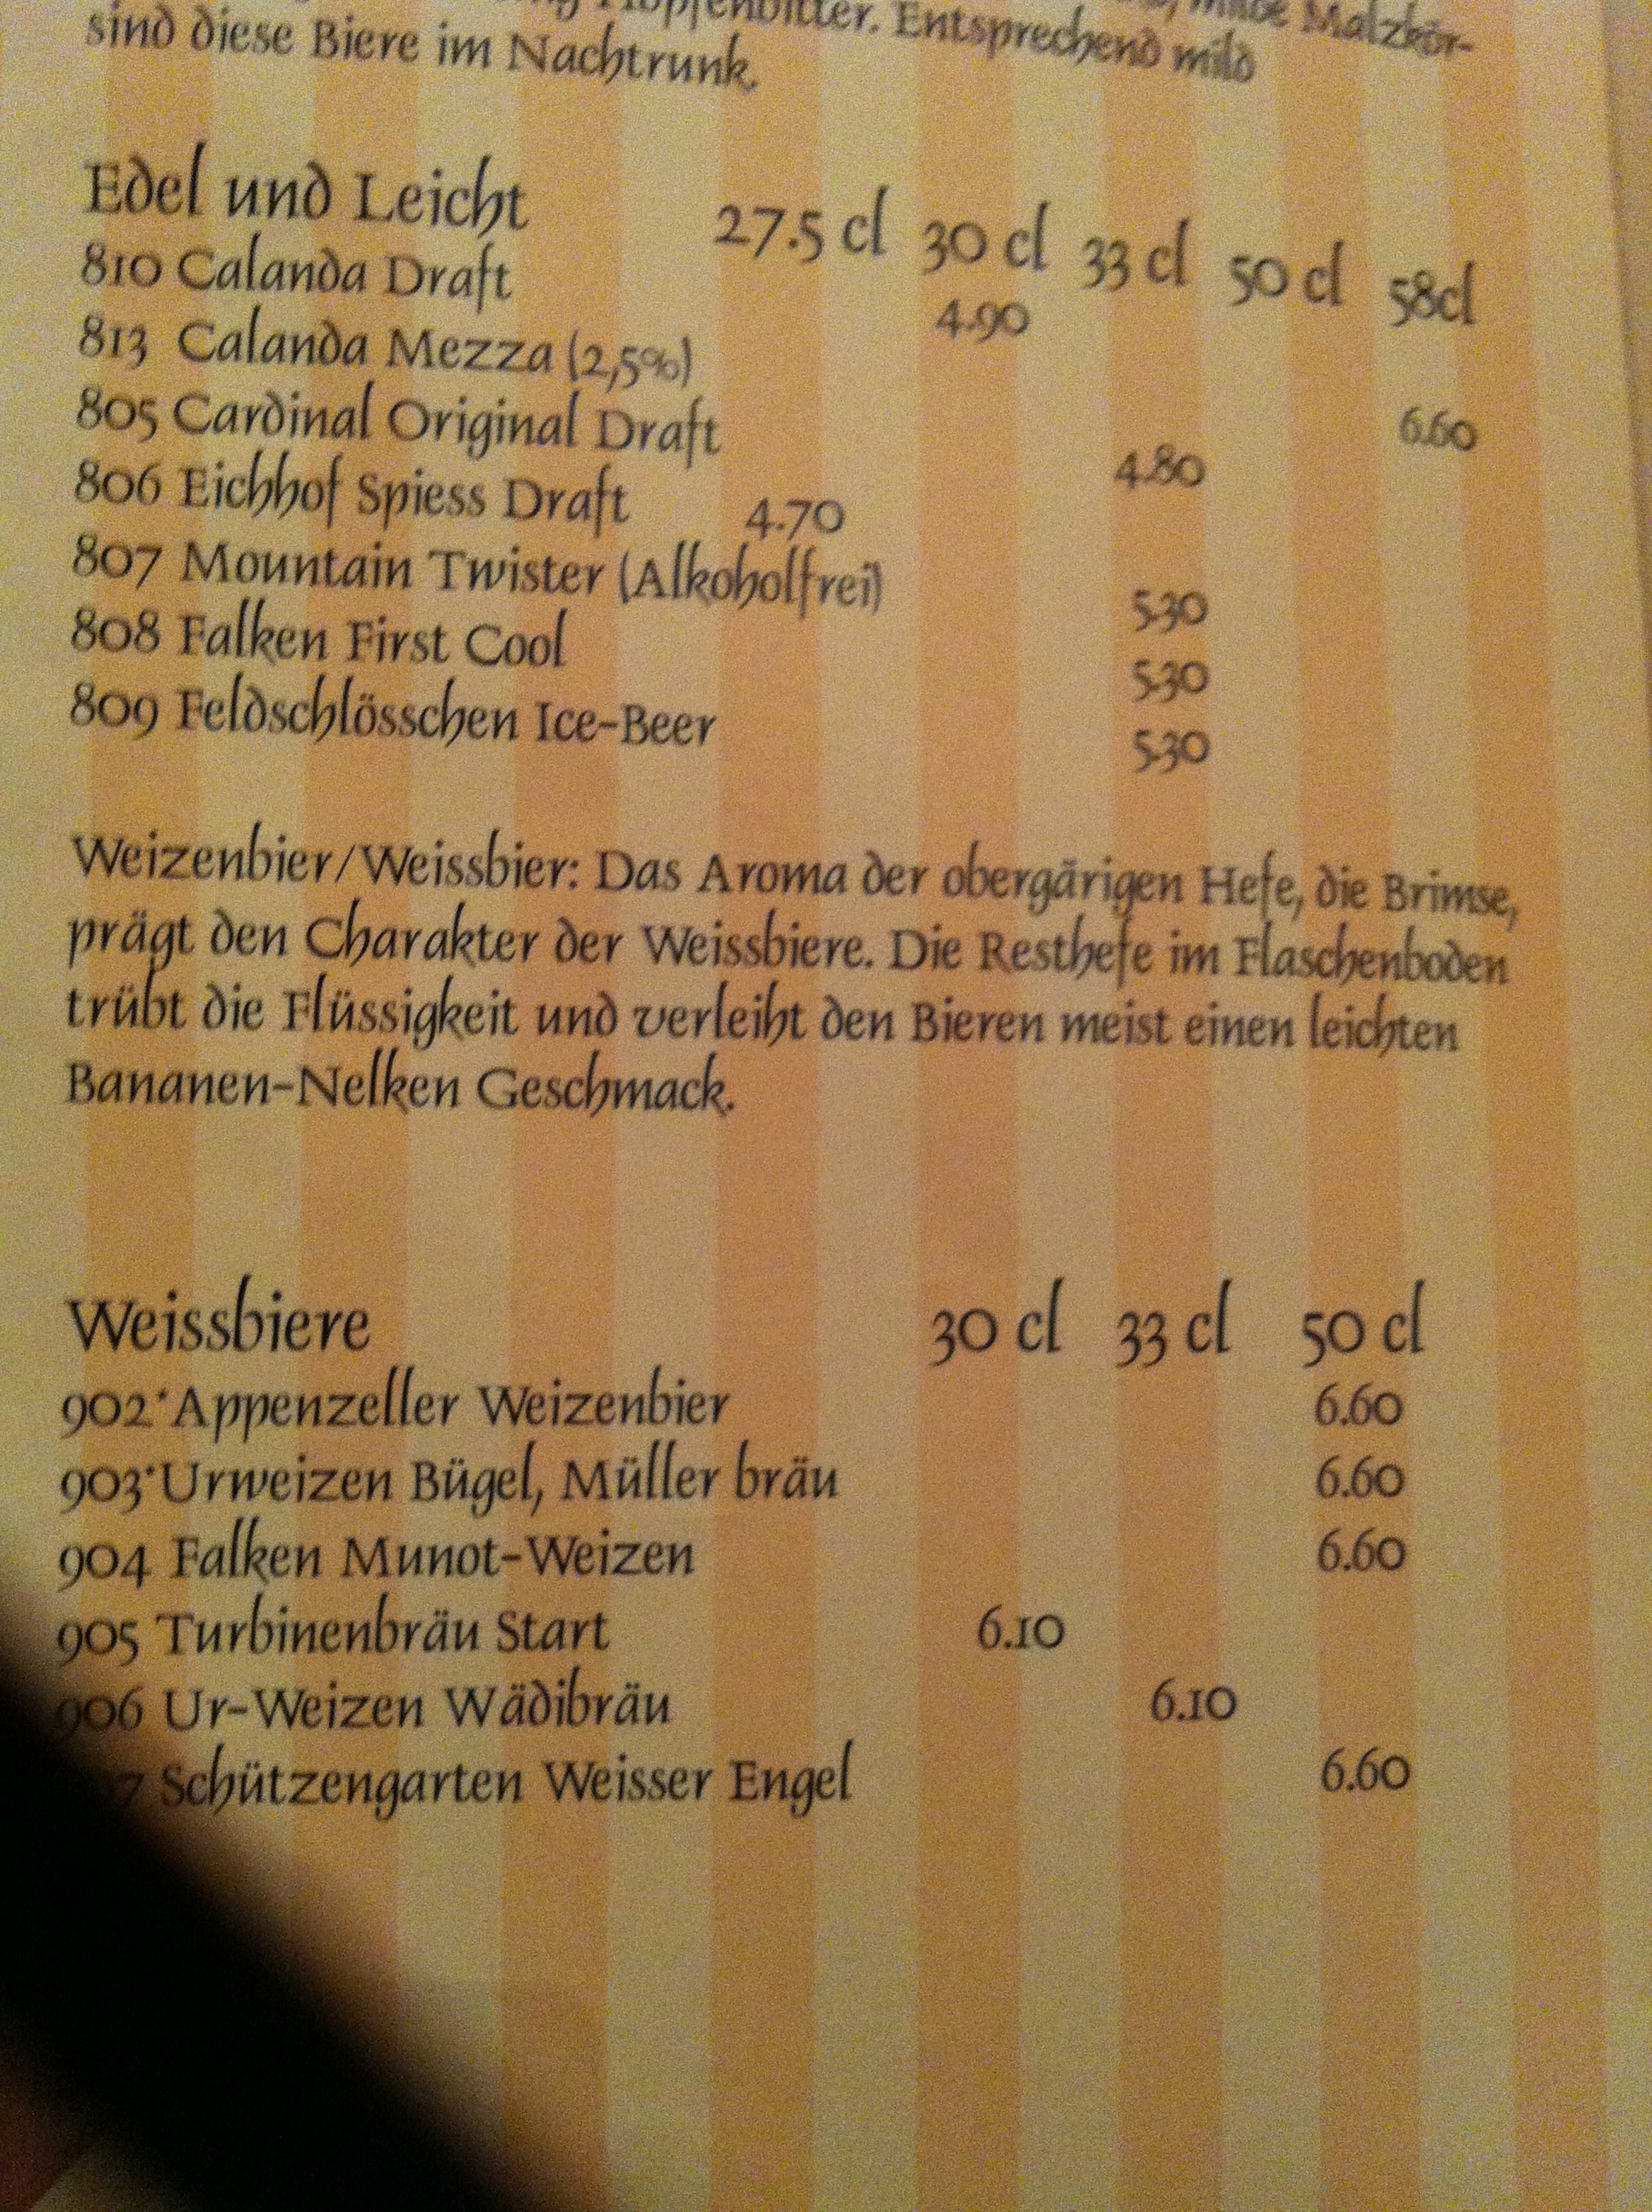 Hopfenbitter. Entsprechend mild Malzkör-
sind diese Biere im Nachtrunk.
Edel und Leicht 27.5 cl 30 cl 33 cl 50 cl 58cl
810 Calanda Draft 4.90
813 Calanda Mezza (2,5%) 6.60
805 Cardinal Original Draft 4.80
806 Eichhof Spiess Draft 4.70
807 Mountain Twister (Alkoholfrei) 5.30
808 Falken First Cool 5.30
809 Feldschlösschen Ice-Beer 5.30
Weizenbier/Weissbier: Das Aroma der obergärigen Hefe, die Brimse,
prägt den Charakter der Weissbiere. Die Resthefe im Flaschenboden
trübt die Flüssigkeit und verleiht den Bieren meist einen leichten
Bananen-Nelken Geschmack.
Weissbiere 30 cl 33 cl 50 cl
902*Appenzeller Weizenbier 6.60
903*Urweizen Bügel, Müller bräu 6.60
904 Falken Munot-Weizen 6.60
905 Turbinenbräu Start 6.10
906 Ur-Weizen Wädibräu 6.10
7 Schützengarten Weisser Engel 6.60